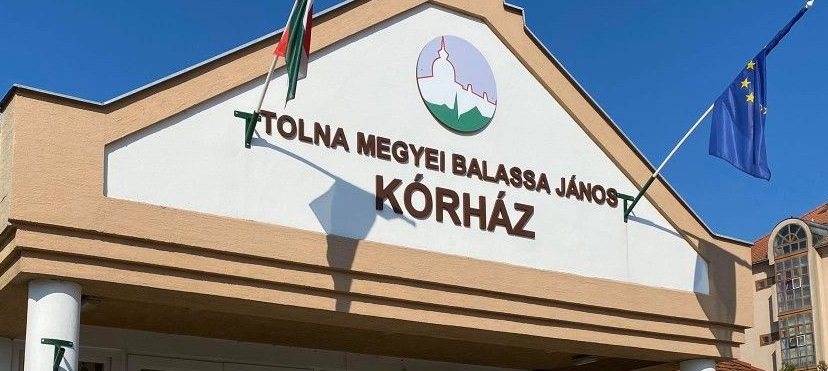 TOLNA MEGYEI BALASSA JÁNOS
KÓRHÁZ